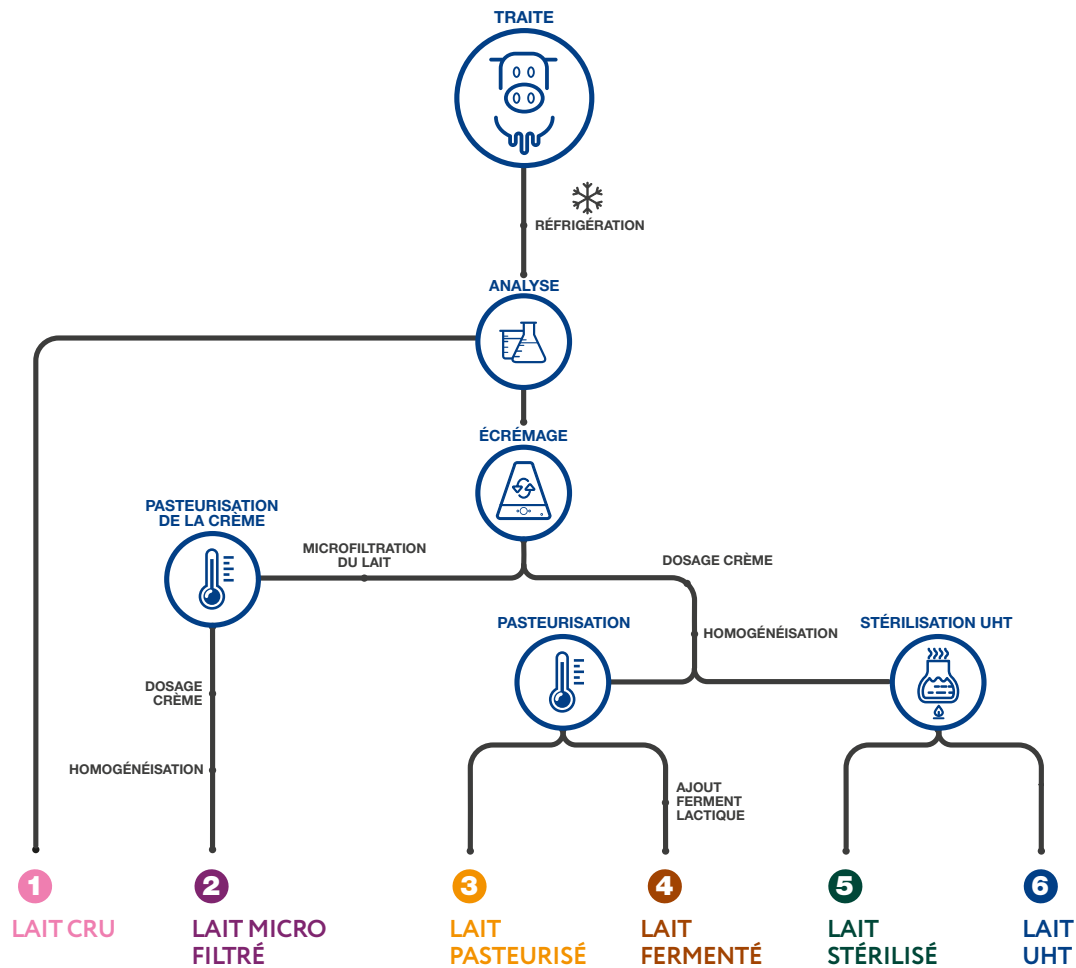 TRAITE
RÉFRIGÉRATION
ANALYSE
ÉCRÉMAGE
PASTEURISATION
DE LA CRÈME
MICROFILTRATION
DU LAIT
DOSAGE CRÈME
PASTEURISATION
HOMOGÉNÉISATION
STÉRILISATION UHT
DOSAGE
CRÈME
HOMOGÉNÉISATION
AJOUT
FERMENT
LACTIQUE
1
LAIT CRU
2
LAIT MICRO
FILTRÉ
3
LAIT
PASTEURISÉ
4
LAIT
FERMENTÉ
5
LAIT
STÉRILISÉ
6
LAIT
UHT